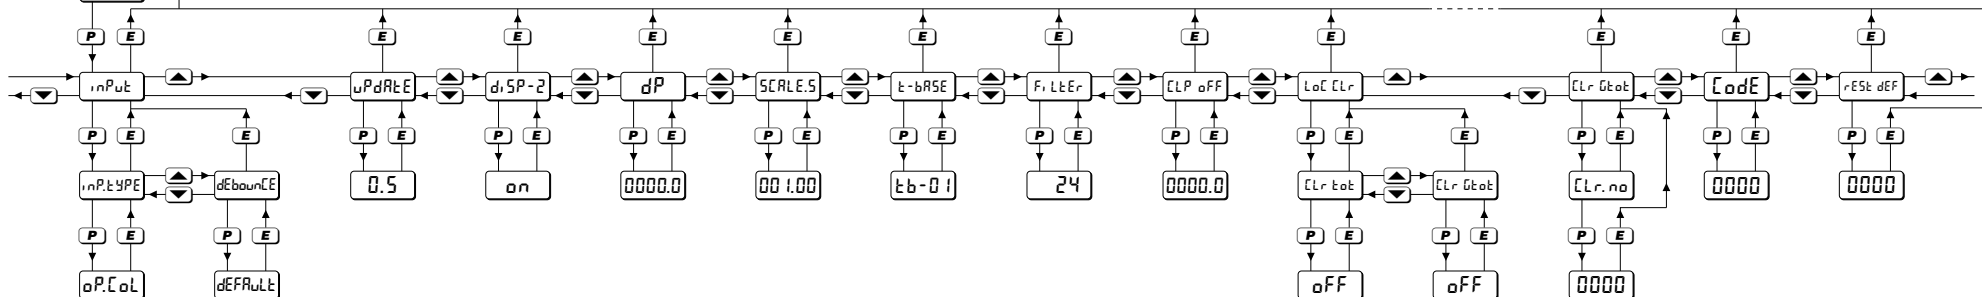 E E E E E E E E E E E
P E
inPut uPdAtE diSP-2 dP SCALE.S t-bASE FiLtEr CLP oFF LoC CLr CLr Gtot CodE rESt dEF
P E E P E P E P E P E P E P E P E P E E P E P E P E
inP.tYPE dEbounCE 0.5 on 0000.0 001.00 tb-01 24 0000.0 CLr tot CLr Gtot CLr.no 0000 0000
P E P E P E P E P E
oP.CoL dEFAuLt oFF oFF 0000